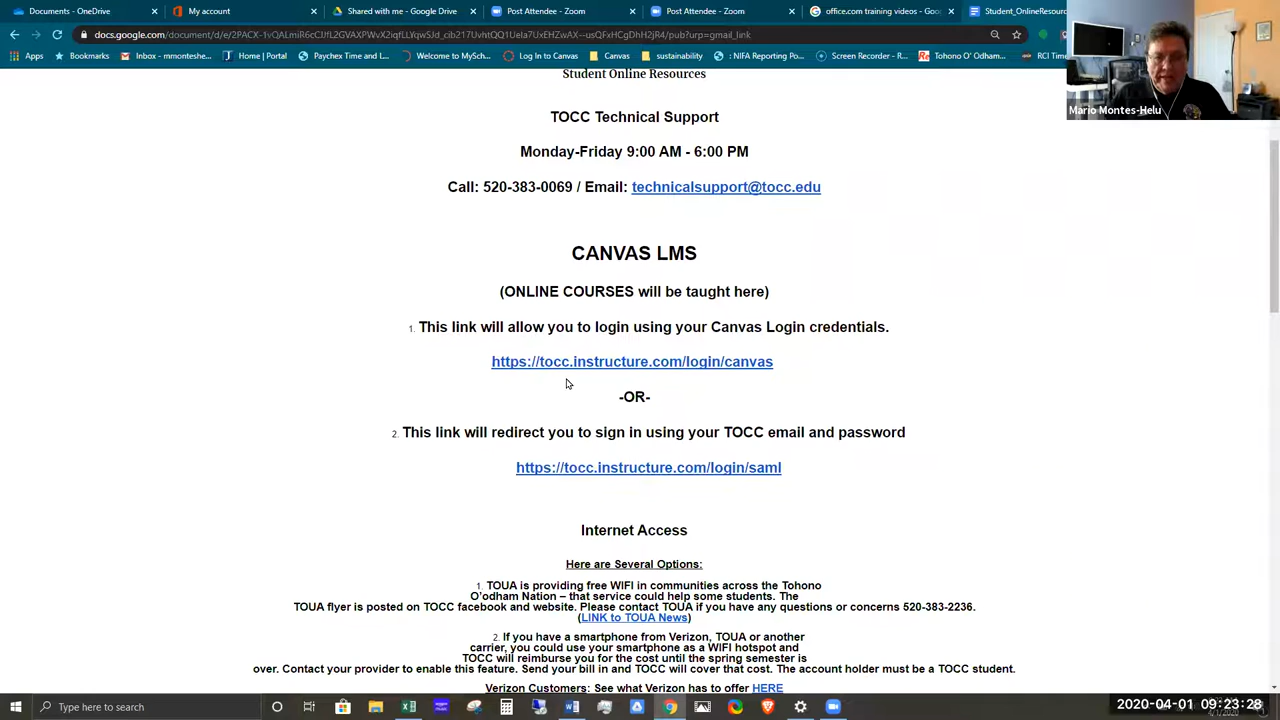 Documents - OneDrive
My account
Shared with me - Google Drive
Post Attendee - Zoom
Post Attendee - Zoom
office.com training videos - Goo
Student_OnlineResour
Apps
Bookmarks
Inbox - mmonteshe...
Home | Portal
Paychex Time and L...
Welcome to MySch...
Log In to Canvas
Canvas
sustainability
: NIFA Reporting Po...
Screen Recorder - R...
Tohono O' Odham...
RCI Time
Mario Montes-Helu
Student Online Resources
TOCC Technical Support
Monday-Friday 9:00 AM - 6:00 PM
Call: 520-383-0069 / Email: technicalsupport@tocc.edu
CANVAS LMS
(ONLINE COURSES will be taught here)
1. This link will allow you to login using your Canvas Login credentials.
https://tocc.instructure.com/login/canvas
-OR-
2. This link will redirect you to sign in using your TOCC email and password
https://tocc.instructure.com/login/saml
Internet Access
Here are Several Options:
1. TOUA is providing free WIFI in communities across the Tohono
O'odham Nation – that service could help some students. The
TOUA flyer is posted on TOCC facebook and website. Please contact TOUA if you have any questions or concerns 520-383-2236.
(LINK to TOUA News)
2. If you have a smartphone from Verizon, TOUA or another
carrier, you could use your smartphone as a WIFI hotspot and
TOCC will reimburse you for the cost until the spring semester is
over. Contact your provider to enable this feature. Send your bill in and TOCC will cover that cost. The account holder must be a TOCC student.
Verizon Customers: See what Verizon has to offer HERE
Type here to search
2020-04-01 09:23:28